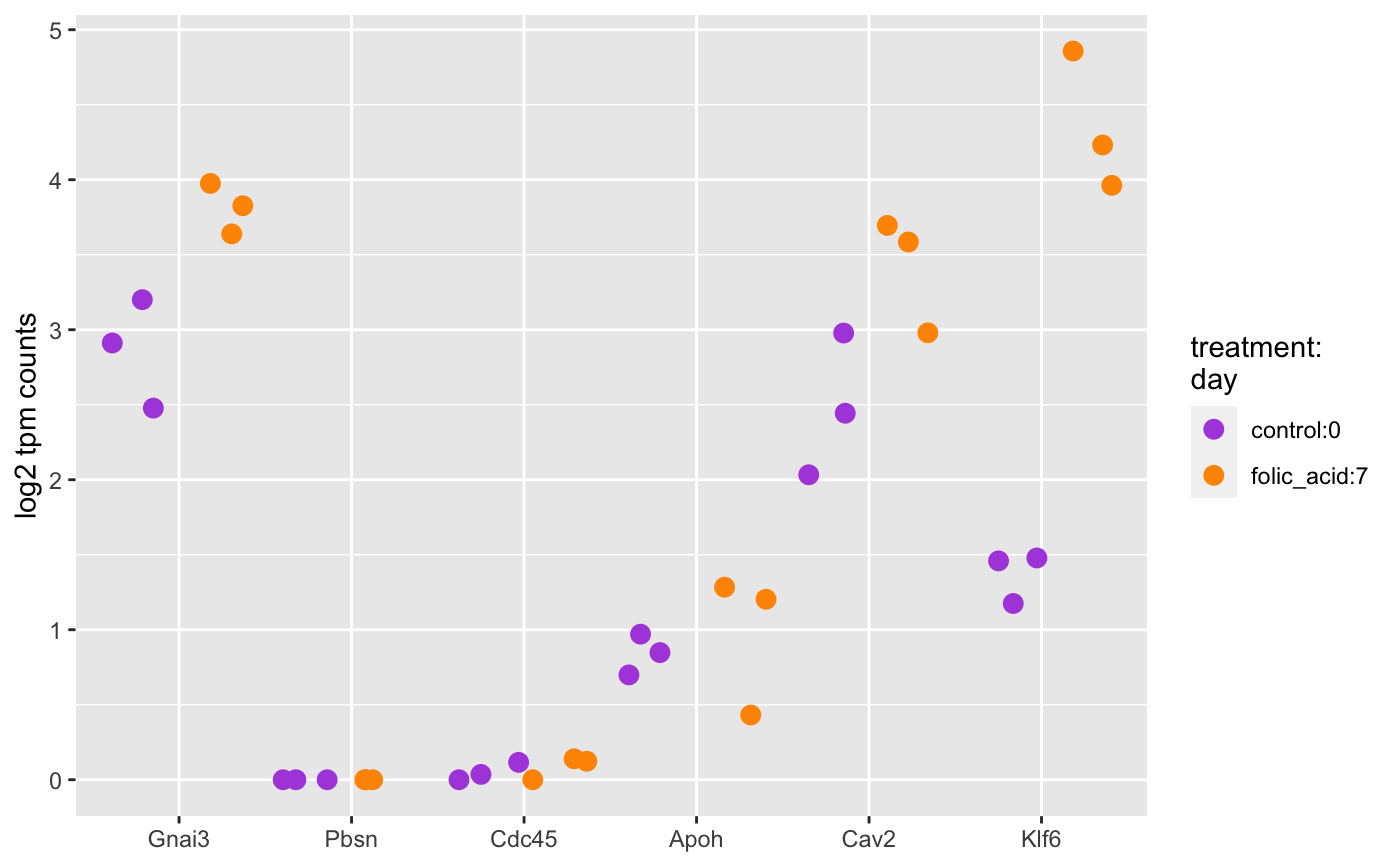 5
4
3
2
1
0
log2 tpm counts
Gnai3 Pbsn Cdc45 Apoh Cav2 Klf6
treatment:
day
control:0
folic_acid:7